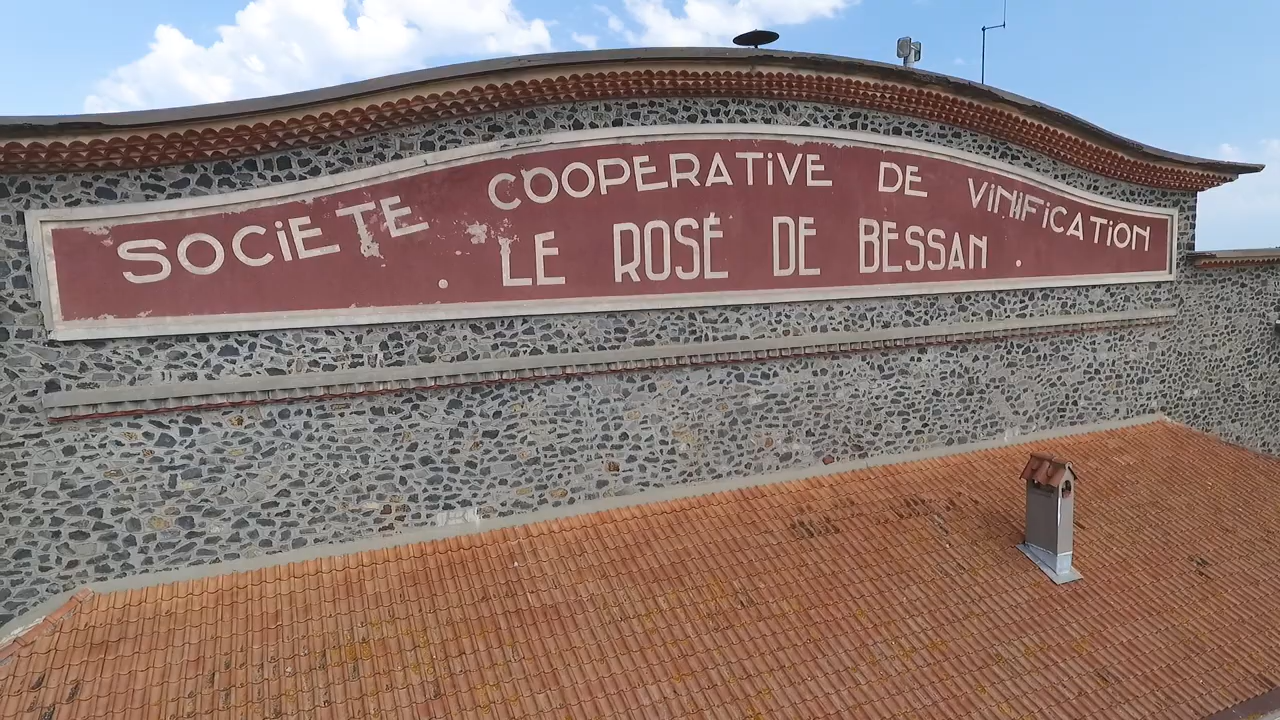 SOCiETE COOPERATiVE DE ViNiFiCATiON
. LE ROSÉ DE BESSAN .